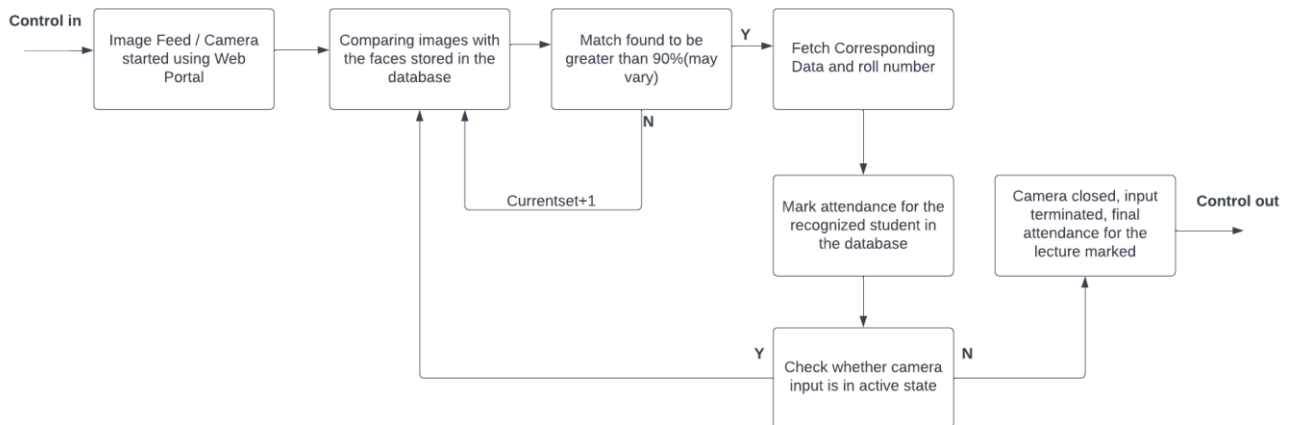 Control in
Image Feed / Camera
started using Web
Portal
Comparing images with
the faces stored in the
database
Match found to be
greater than 90%(may
vary)
Y
Fetch Corresponding
Data and roll number
N
Currentset+1
Mark attendance for the
recognized student in
the database
Camera closed, input
terminated, final
attendance for the
lecture marked
Control out
Y
Check whether camera
input is in active state
N